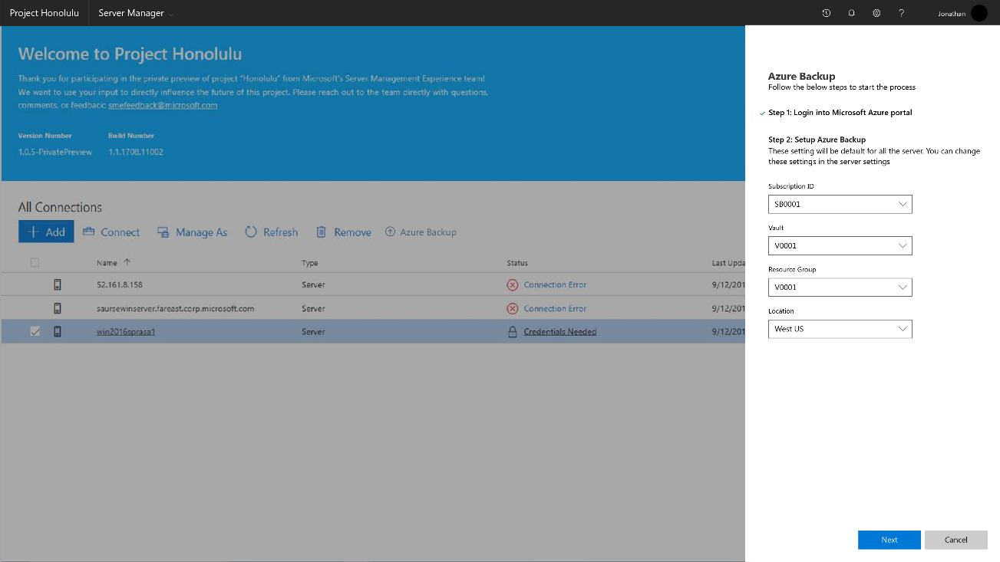 Project Honolulu
Server Manager
Jonathan
Welcome to Project Honolulu
Thank you for participating in the private preview of project "Honolulu" from Microsoft's Server Management Experience team!
We want to use your input to directly influence the future of this project. Please reach out to the team directly with questions,
comments, or feedback: smefeedback@microsoft.com
Version Number Build Number
1.0.5-PrivatePreview 1.1.1708.11002
All Connections
Add Connect Manage As Refresh Remove Azure Backup
Name Type Status Last Upda
52.161.8.158 Server Connection Error 9/12/201
saursewinserver.fareast.corp.microsoft.com Server Connection Error 9/12/201
win2016sprasa1 Server Credentials Needed 9/12/201
Azure Backup
Follow the below steps to start the process
Step 1: Login into Microsoft Azure portal
Step 2: Setup Azure Backup
These setting will be default for all the server. You can change
these settings in the server settings
Subscription ID
SB0001
Vault
V0001
Resource Group
V0001
Location
West US
Next Cancel